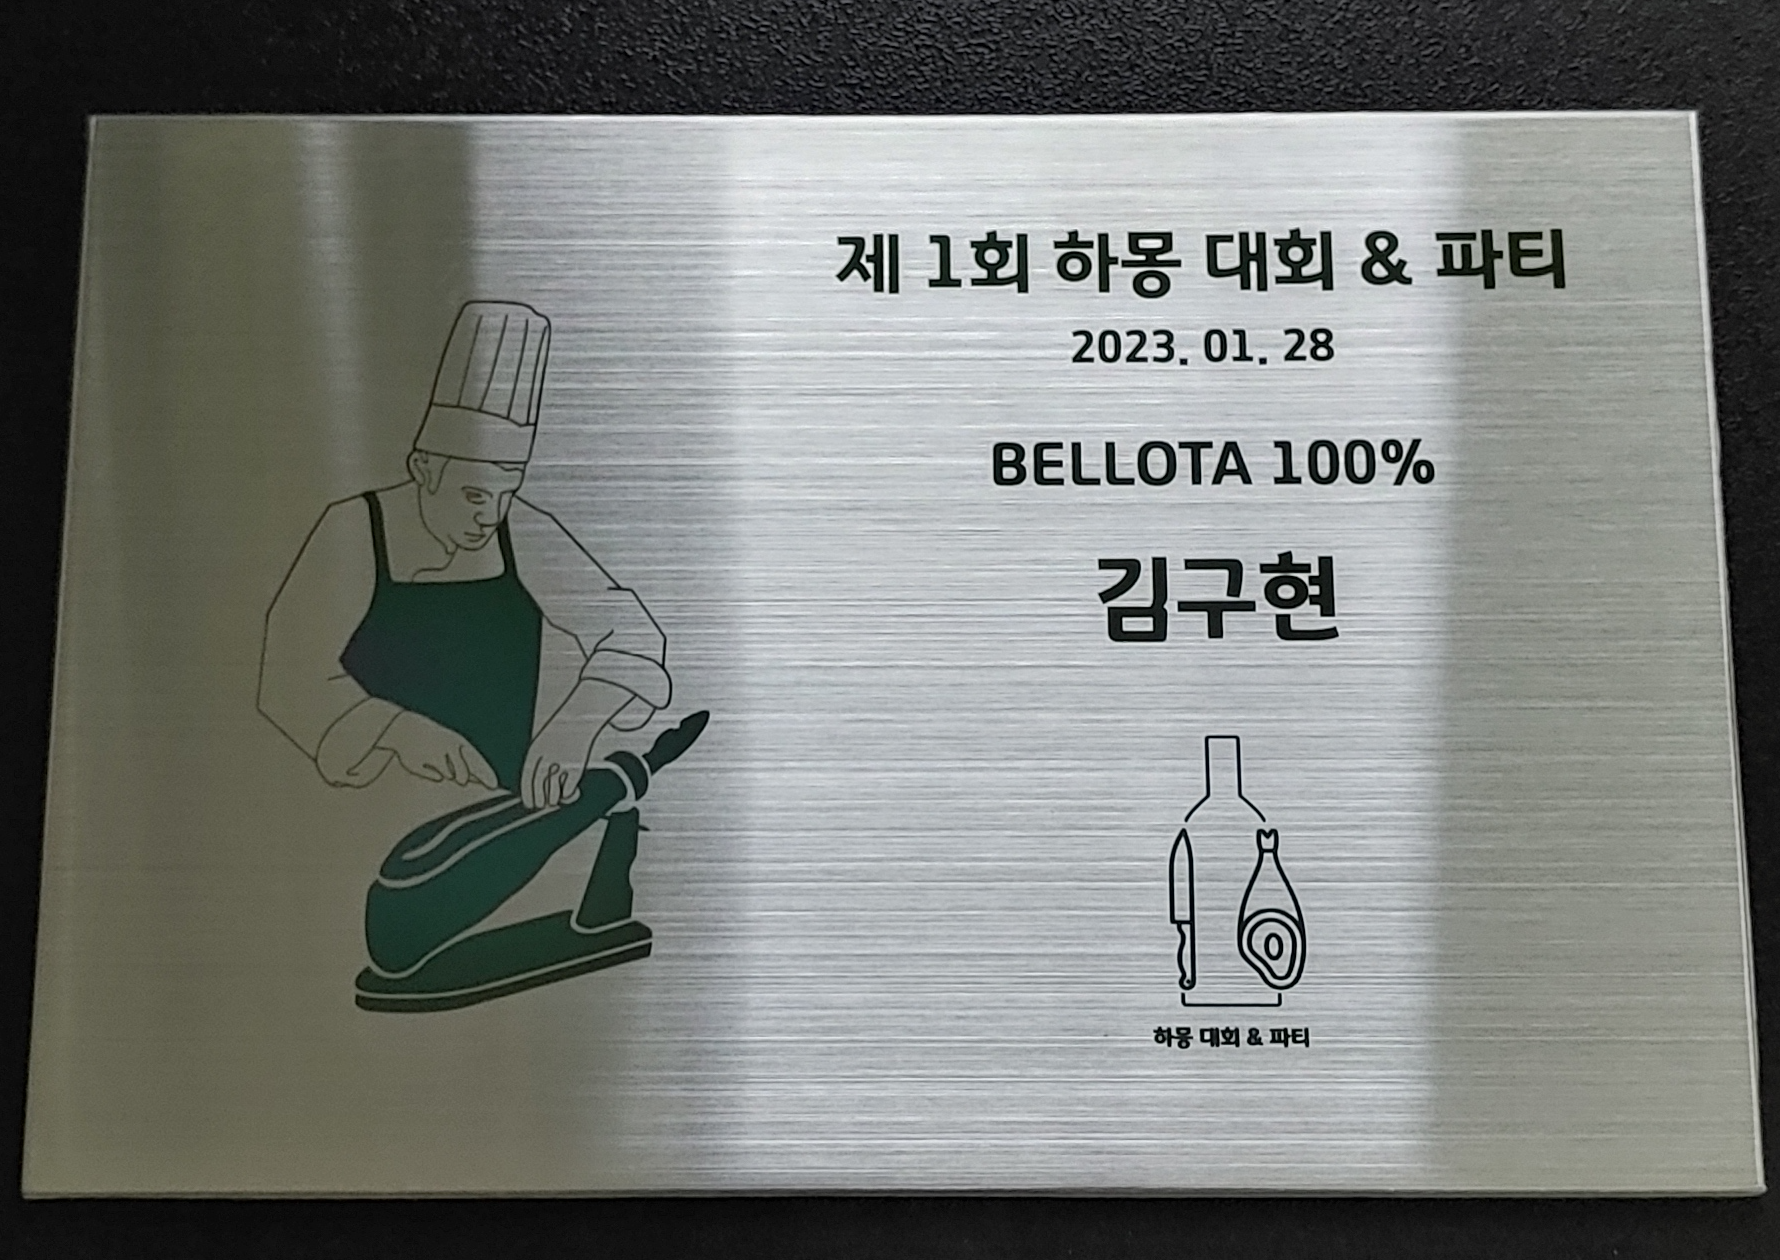 제 1회 하몽 대회 & 파티
2023. 01. 28
BELLOTA 100%
김구현
하몽 대회 & 파티